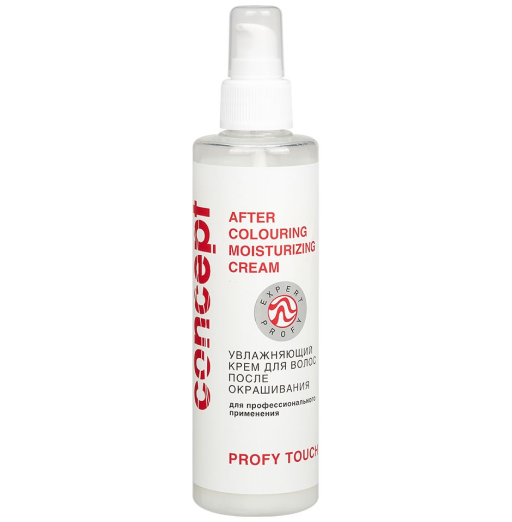 concept
AFTER
COLOURING
MOISTURIZING
CREAM
EXPERT
PROFY
УВЛАЖНЯЮЩИЙ
КРЕМ ДЛЯ ВОЛОС
ПОСЛЕ
ОКРАШИВАНИЯ
для профессионального
применения
PROFY TOUCH